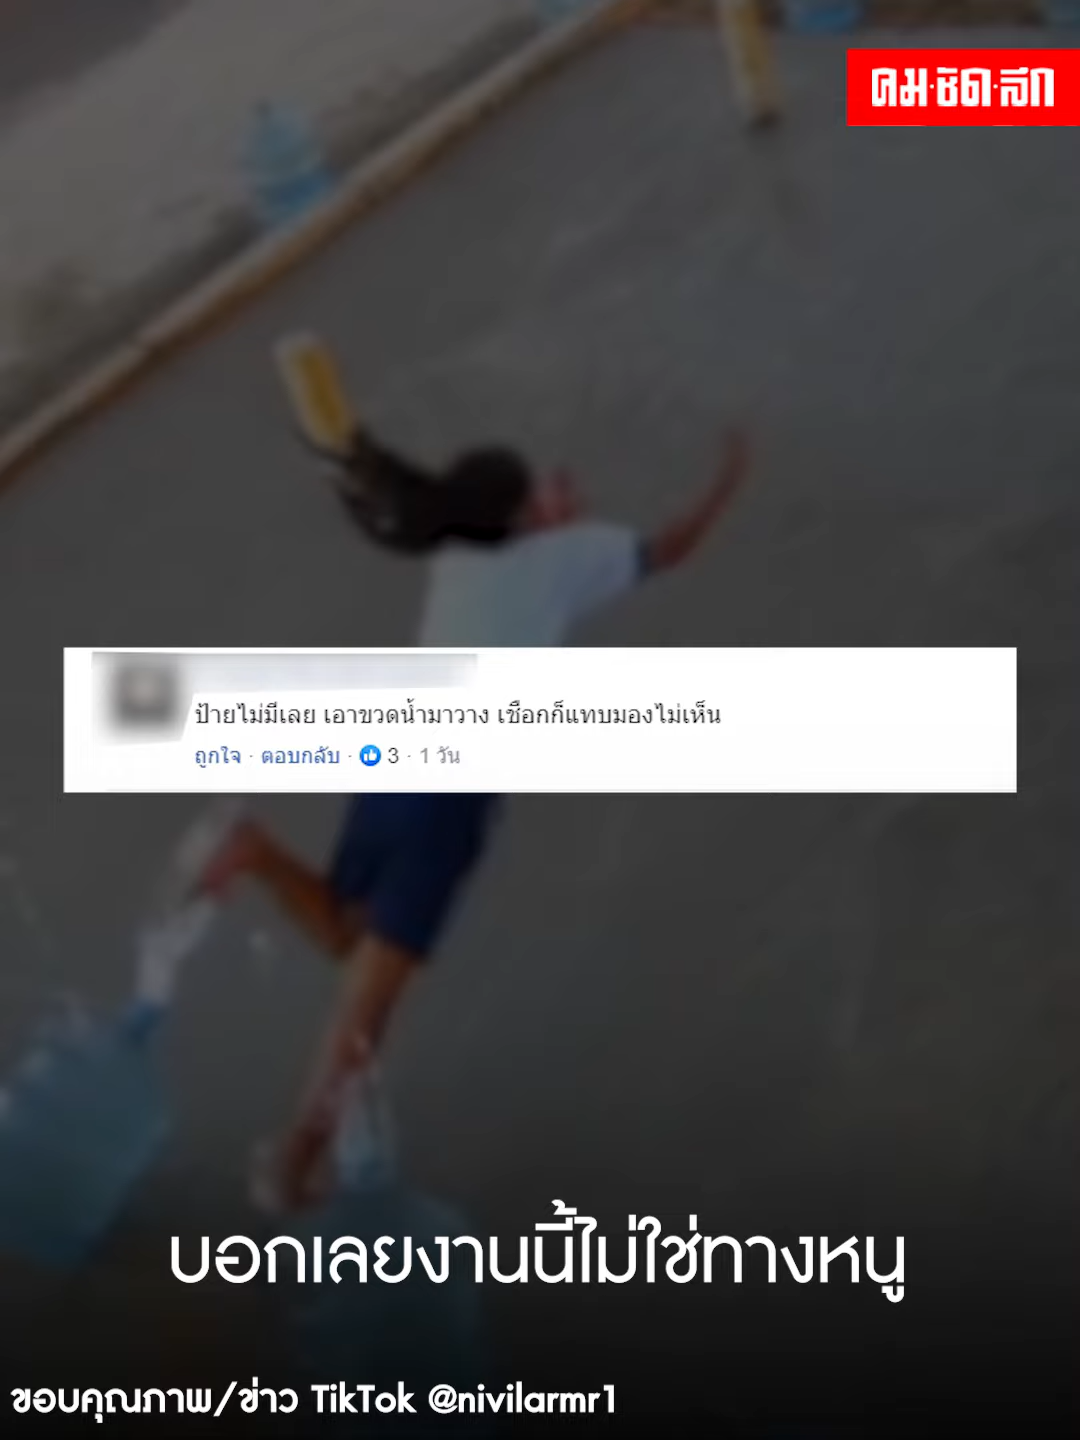 คม·ชัด·ลึก
ป้ายไม่มีเลย เอาขวดน้ำมาวาง เชือกก็แทบมองไม่เห็น
ถูกใจ · ตอบกลับ · 3 · 1 วัน
บอกเลยงานนี้ไม่ใช่ทางหนู
ขอบคุณภาพ/ข่าว TikTok @nivilarmr1